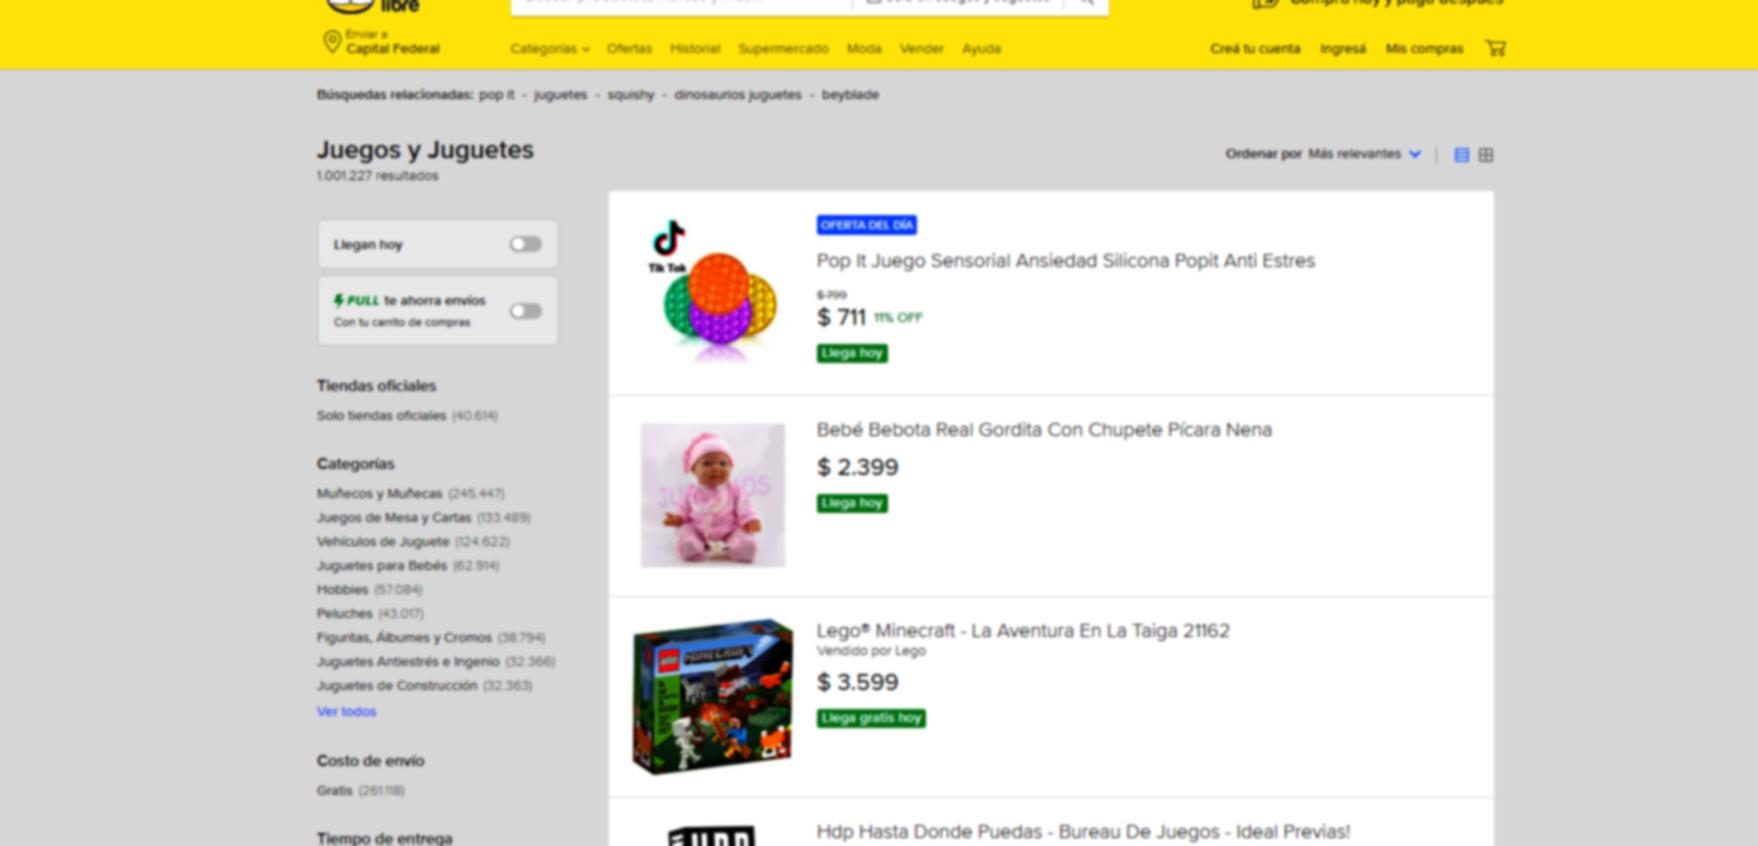 libre
Compra hoy y pagá después
Enviar a
Capital Federal
Categorías
Ofertas
Historial
Supermercado
Moda
Vender
Ayuda
Creá tu cuenta
Ingresá
Mis compras
Búsquedas relacionadas: pop it - juguetes - squishy - dinosaurios juguetes - beyblade
Juegos y Juguetes
1.001.227 resultados
Ordenar por Más relevantes
Llegan hoy
FULL te ahorra envíos
Con tu carrito de compras
Tiendas oficiales
Solo tiendas oficiales (40.614)
Categorías
Muñecos y Muñecas (245.447)
Juegos de Mesa y Cartas (133.489)
Vehículos de Juguete (124.622)
Juguetes para Bebés (62.914)
Hobbies (57.084)
Peluches (43.017)
Figuritas, Álbumes y Cromos (38.794)
Juguetes Antiestrés e Ingenio (32.366)
Juguetes de Construcción (32.363)
Ver todos
Costo de envío
Gratis (261.118)
Tiempo de entrega
Tik Tok
OFERTA DEL DÍA
Pop It Juego Sensorial Ansiedad Silicona Popit Anti Estres
$ 799
$ 711 11% OFF
Llega hoy
Bebé Bebota Real Gordita Con Chupete Pícara Nena
$ 2.399
Llega hoy
LEGO MINECRAFT
Lego® Minecraft - La Aventura En La Taiga 21162
Vendido por Lego
$ 3.599
Llega gratis hoy
Hdp Hasta Donde Puedas - Bureau De Juegos - Ideal Previas!